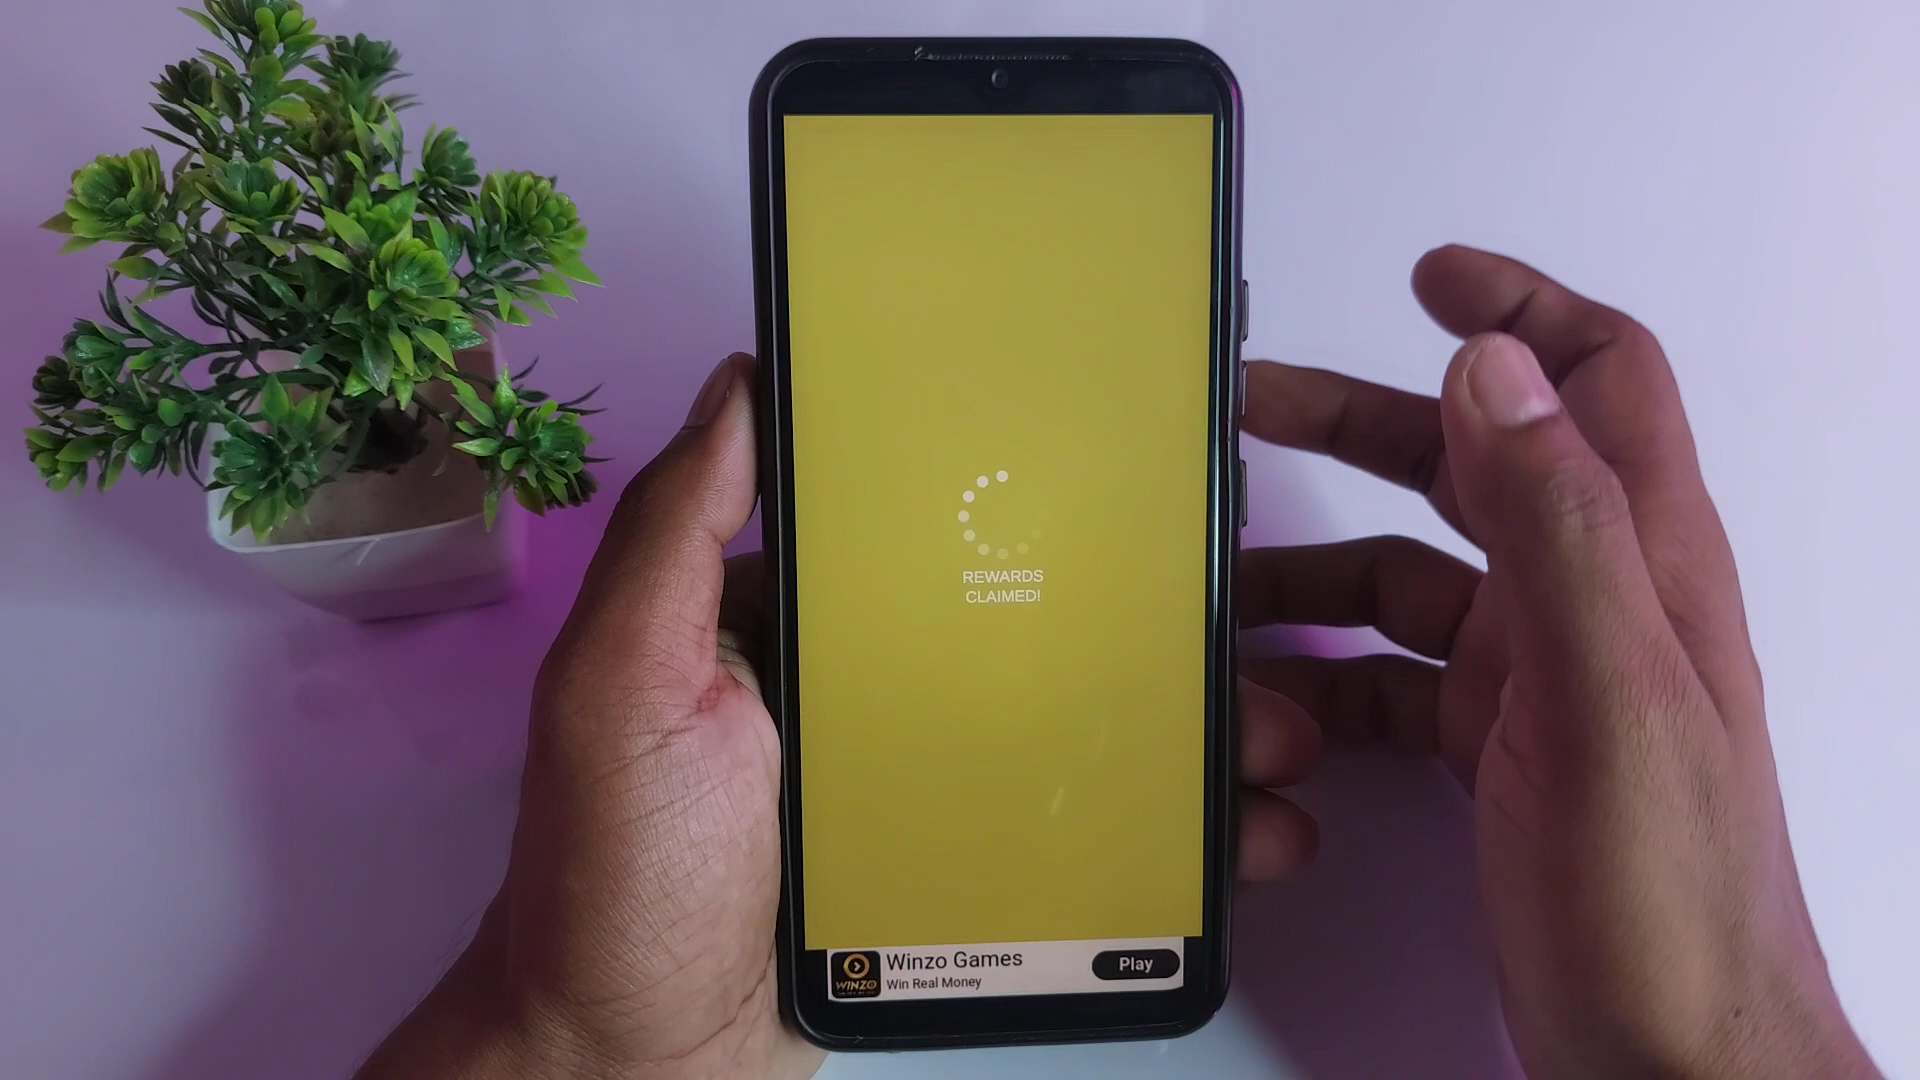 REWARDS
CLAIMED!
Winzo Games
Win Real Money
Play
WINZO